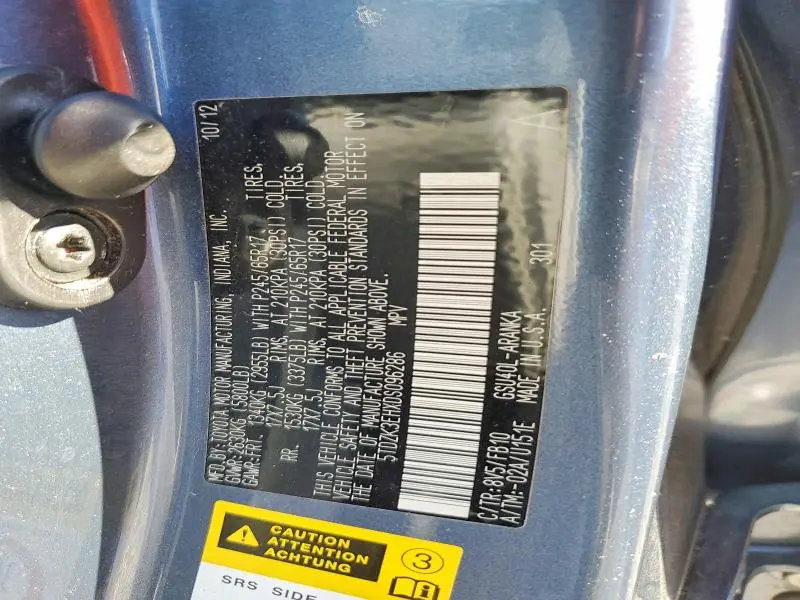 MFD.BY: TOYOTA MOTOR MANUFACTURING, INDIANA, INC. 10/12
GVWR: 2630KG (5800LB)
GAWR: FRT. 1340KG (2955LB) WITH P245/65R17 TIRES,
17X7.5J RIMS, AT 210KPA (30PSI) COLD.
RR. 1530KG (3375LB) WITH P245/65R17 TIRES,
17X7.5J RIMS, AT 210KPA (30PSI) COLD.
THIS VEHICLE CONFORMS TO ALL APPLICABLE FEDERAL MOTOR
VEHICLE SAFETY AND THEFT PREVENTION STANDARDS IN EFFECT ON
THE DATE OF MANUFACTURE SHOWN ABOVE.
5TDZK3EHXDS096286 MPV
C/TR: 8V5/FB10 GSU40L-ARANKA 301
A/TM: -02A/U151E MADE IN U.S.A.
A
CAUTION
ATTENTION
ACHTUNG
3
i
SRS SIDE